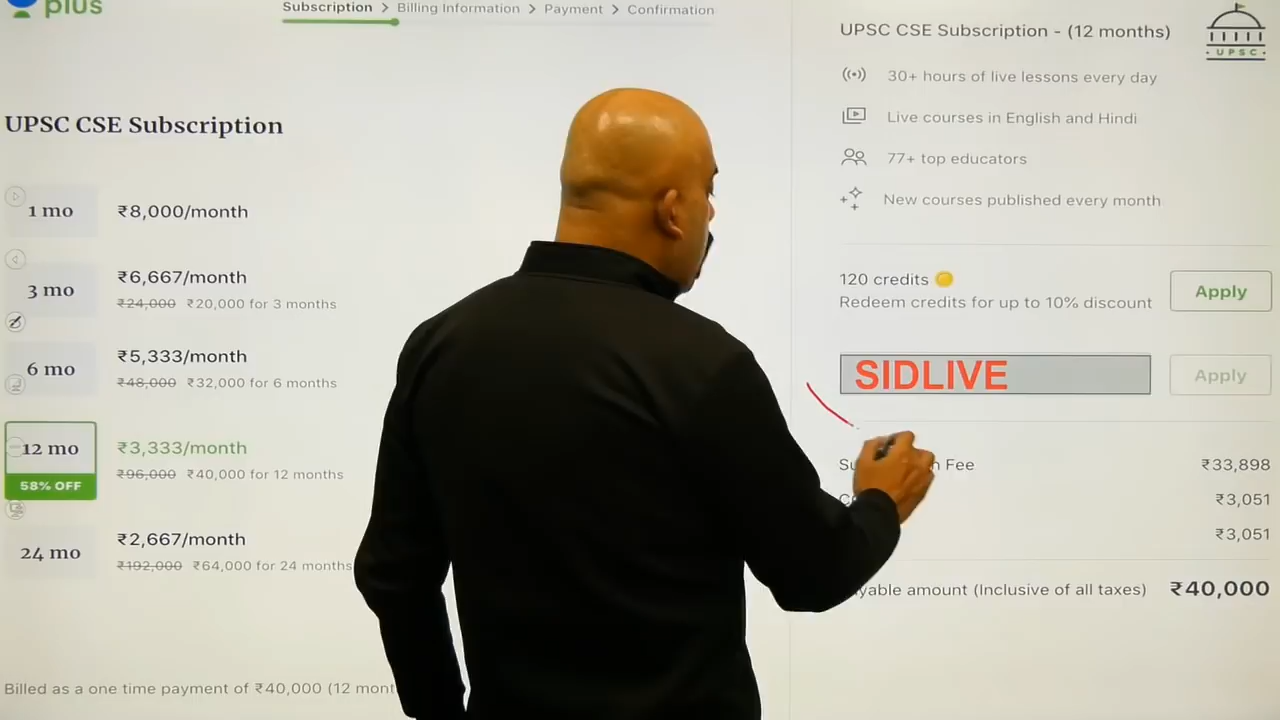 plus
Subscription > Billing Information > Payment > Confirmation
UPSC CSE Subscription
1 mo ₹8,000/month
3 mo ₹6,667/month
₹24,000 ₹20,000 for 3 months
6 mo ₹5,333/month
₹48,000 ₹32,000 for 6 months
12 mo ₹3,333/month
58% OFF ₹96,000 ₹40,000 for 12 months
24 mo ₹2,667/month
₹192,000 ₹64,000 for 24 months
Billed as a one time payment of ₹40,000 (12 mont
UPSC CSE Subscription - (12 months)
UPSC
30+ hours of live lessons every day
Live courses in English and Hindi
77+ top educators
New courses published every month
120 credits
Redeem credits for up to 10% discount
Apply
SIDLIVE
Apply
Fee ₹33,898
₹3,051
₹3,051
yable amount (Inclusive of all taxes) ₹40,000